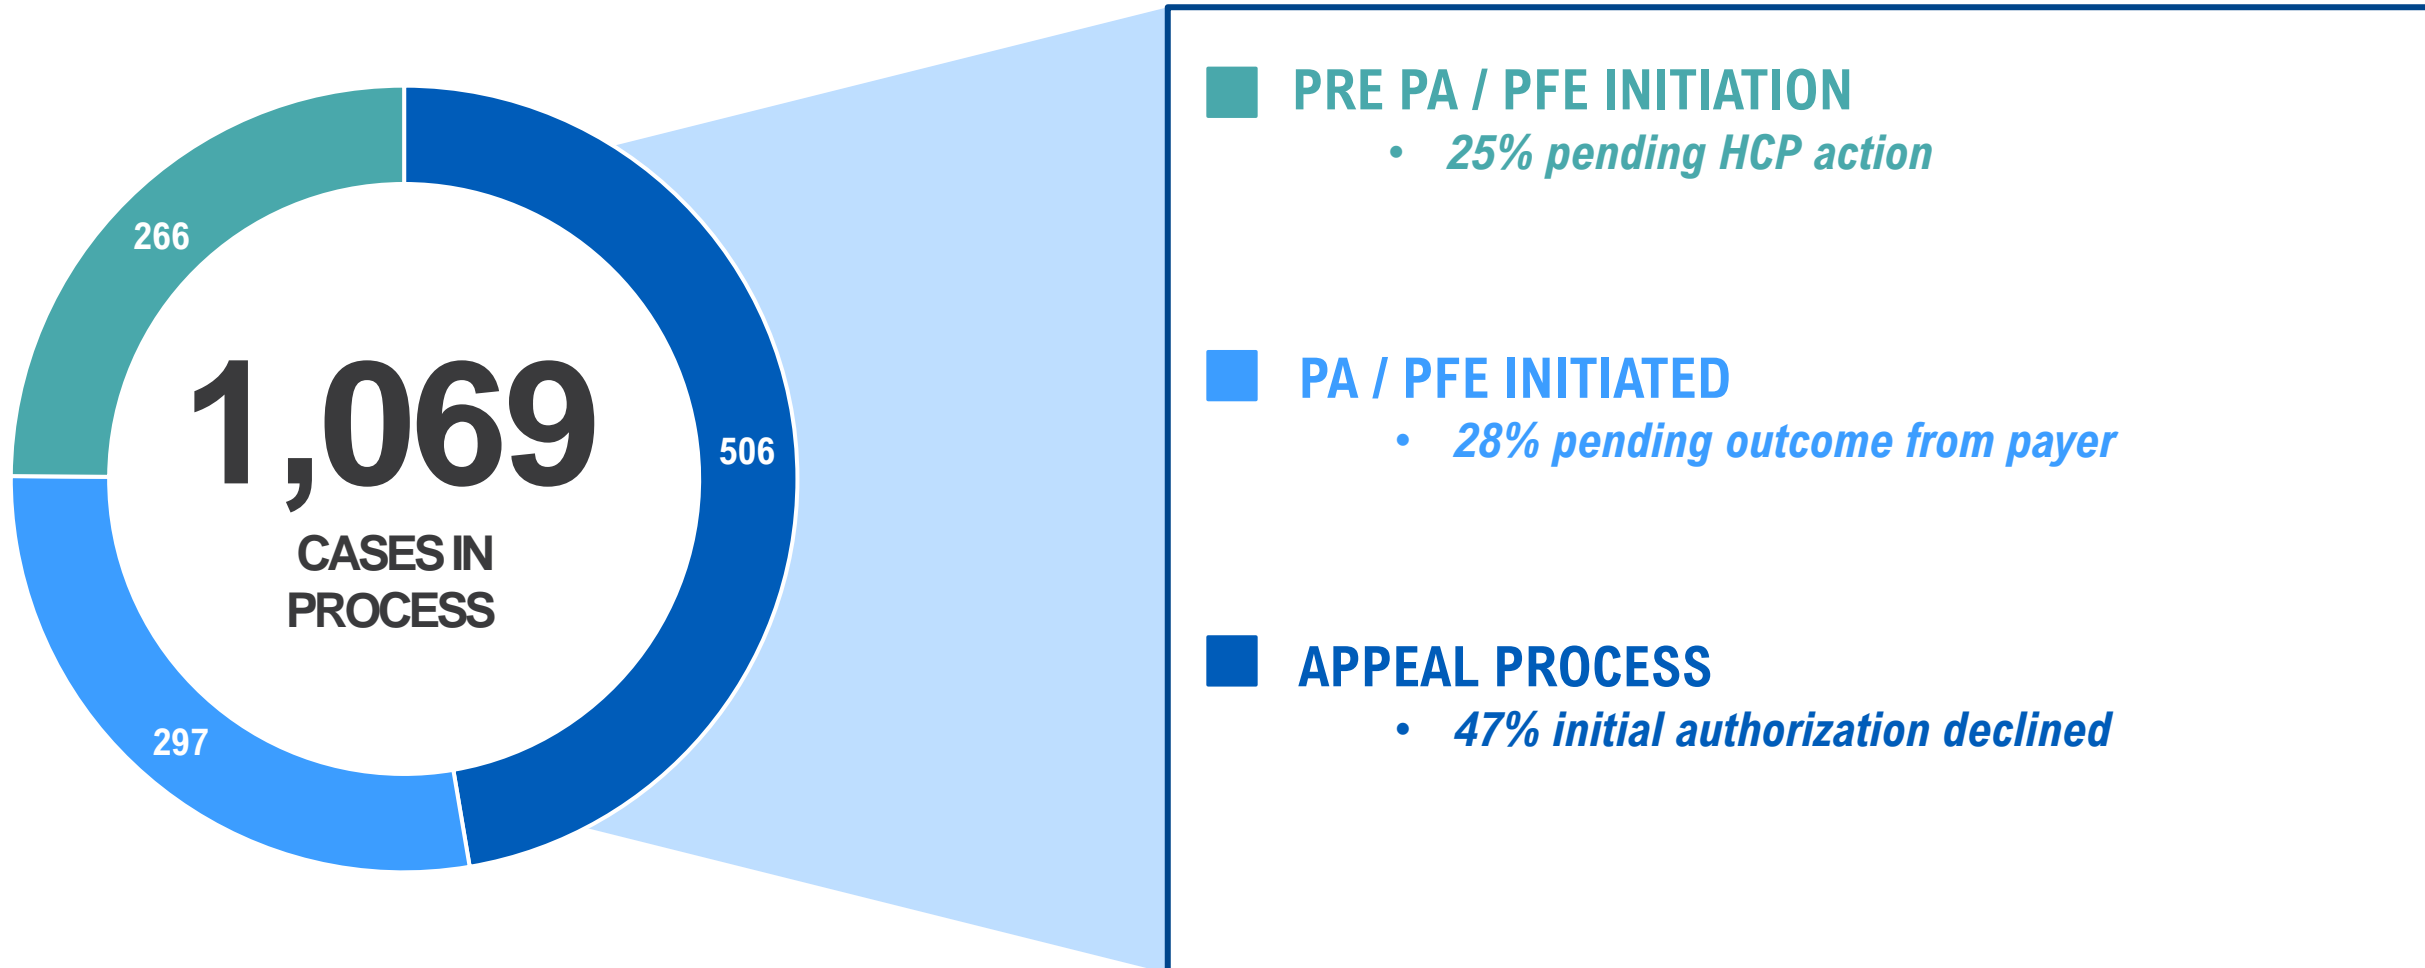 266
1,069
CASES IN
PROCESS
506
297
PRE PA / PFE INITIATION
• 25% pending HCP action
PA / PFE INITIATED
• 28% pending outcome from payer
APPEAL PROCESS
• 47% initial authorization declined